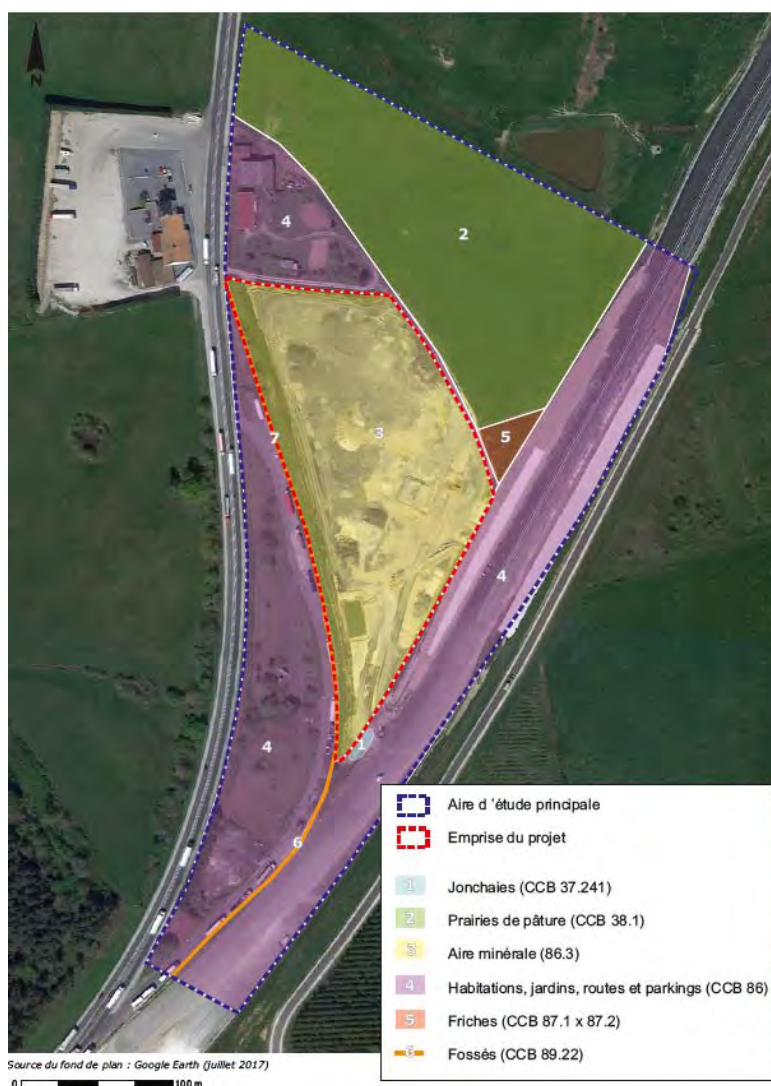 N
4
2
5
3
7
4
1
4
6
Aire d 'étude principale
Emprise du projet
1 Jonchaies (CCB 37.241)
2 Prairies de pâture (CCB 38.1)
3 Aire minérale (86.3)
4 Habitations, jardins, routes et parkings (CCB 86)
5 Friches (CCB 87.1 x 87.2)
6 Fossés (CCB 89.22)
Source du fond de plan : Google Earth (juillet 2017)
0 100 m